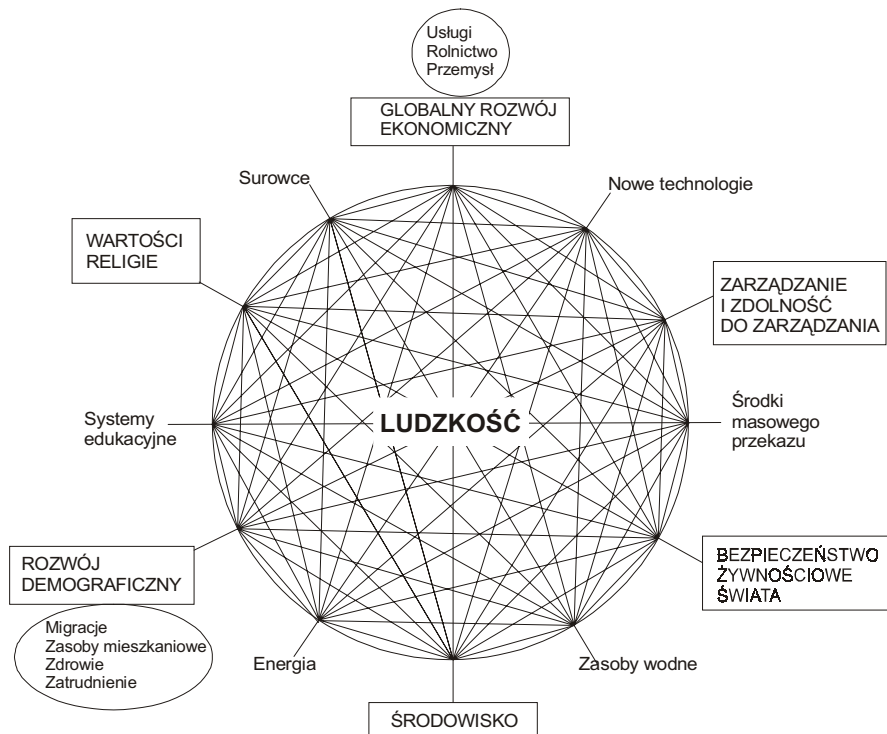 Usługi
Rolnictwo
Przemysł
GLOBALNY ROZWÓJ
EKONOMICZNY
Surowce
Nowe technologie
WARTOŚCI
RELIGIE
ZARZĄDZANIE
I ZDOLNOŚĆ
DO ZARZĄDZANIA
Systemy
edukacyjne
LUDZKOŚĆ
Środki
masowego
przekazu
ROZWÓJ
DEMOGRAFICZNY
BEZPIECZEŃSTWO
ŻYWNOŚCIOWE
ŚWIATA
Migracje
Zasoby mieszkaniowe
Zdrowie
Zatrudnienie
Energia
Zasoby wodne
ŚRODOWISKO